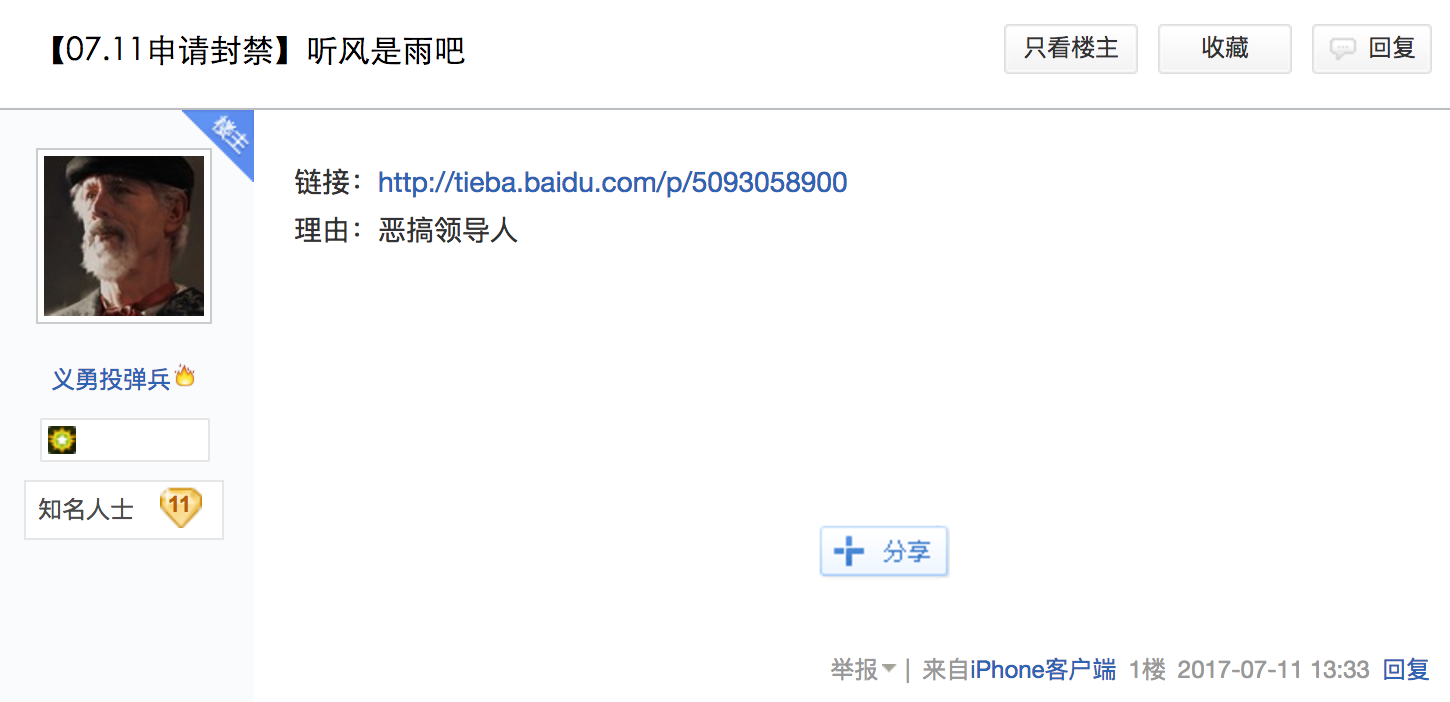 【07.11申请封禁】听风是雨吧
只看楼主
收藏
回复
楼主
链接：http://tieba.baidu.com/p/5093058900
理由：恶搞领导人
义勇投弹兵
知名人士 11
分享
举报 | 来自iPhone客户端 1楼 2017-07-11 13:33 回复